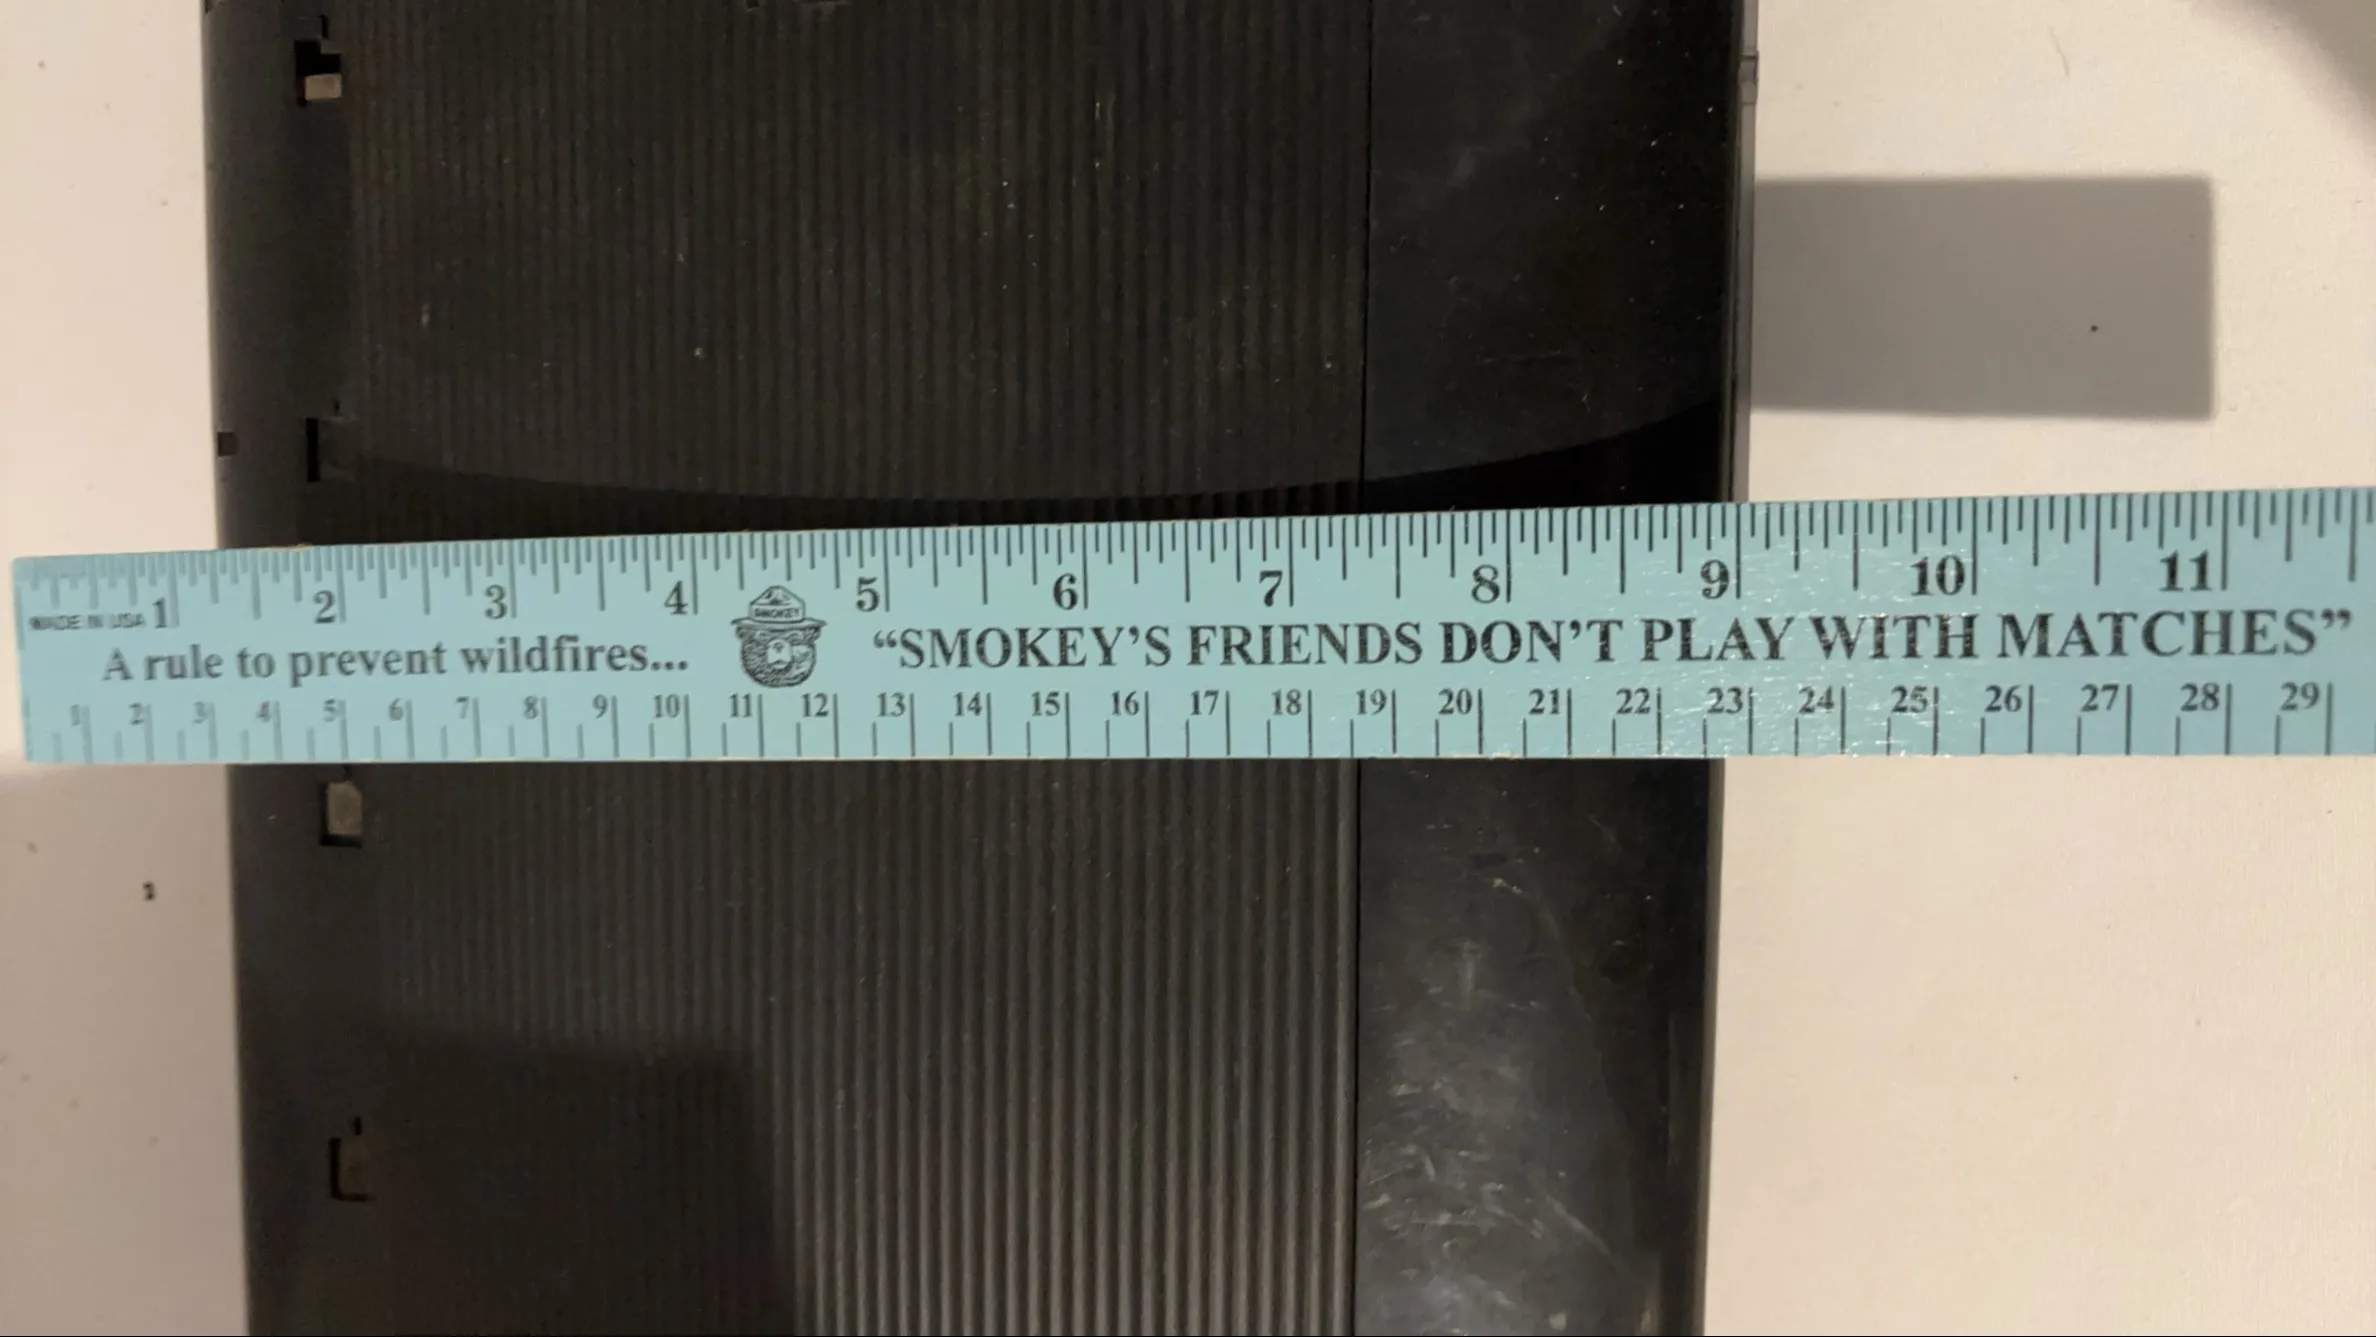 1 2 3 4 5 6 7 8 9 10 11
MADE IN USA
SMOKEY
A rule to prevent wildfires... “SMOKEY’S FRIENDS DON’T PLAY WITH MATCHES”
1 2 3 4 5 6 7 8 9 10 11 12 13 14 15 16 17 18 19 20 21 22 23 24 25 26 27 28 29